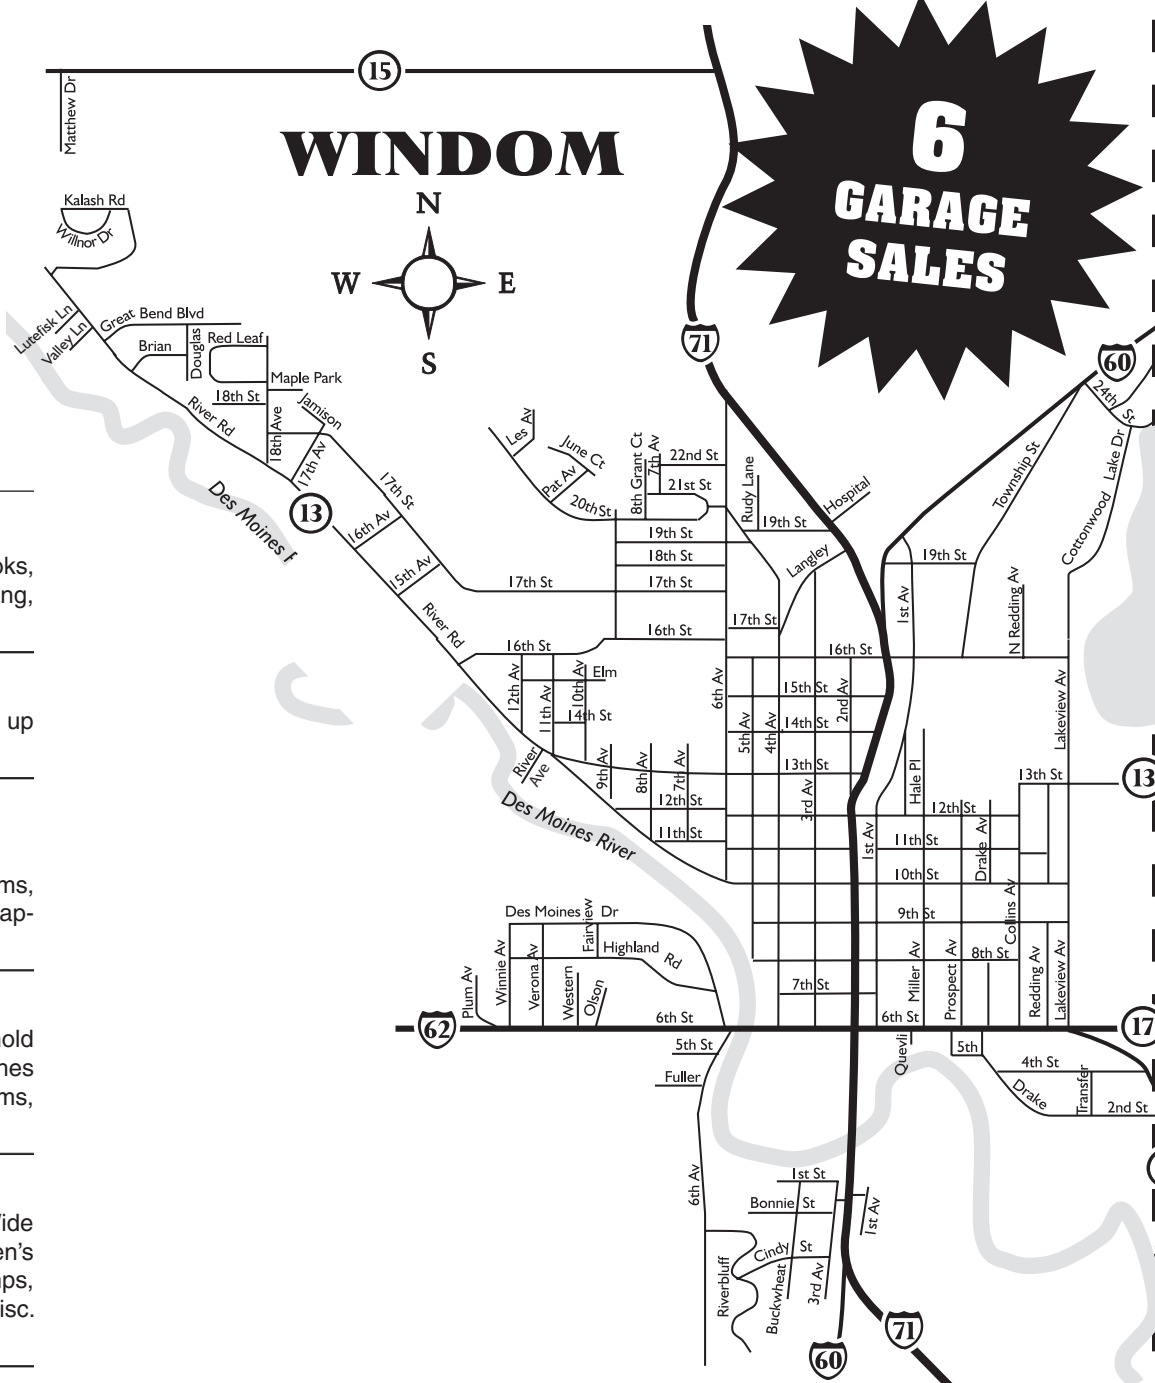 15
Matthew Dr
WINDOM
6
GARAGE
SALES
N
W E
S
Kalash Rd
Willnor Dr
Lutefisk Ln
Valley Ln
Great Bend Blvd
Brian
Douglas
Red Leaf
Maple Park
18th St
Jamison
River Rd
18th Ave
17th Av
17th St
13
16th Av
15th Av
River Rd
Des Moines R
71
60
24th St
Township St
Cottonwood Lake Dr
Les Av
June Ct
Pat Av
20th St
8th Grant Ct
7th Av
22nd St
21st St
Rudy Lane
Hospital
19th St
19th St
Langley
18th St
17th St
17th St
17th St
16th St
16th St
16th St
19th St
1st Av
N Redding Av
12th Av
11th Av
10th Av
Elm
14th St
6th Av
5th Av
4th Av
15th St
14th St
2nd Av
13th St
3rd Av
Lakeview Av
River Ave
9th Av
8th Av
7th Av
12th St
11th St
Des Moines River
Hale Pl
13th St
13
12th St
1st Av
11th St
Drake Av
10th St
9th St
Collins Av
8th St
7th St
Miller Av
Prospect Av
Redding Av
Lakeview Av
Des Moines Dr
Fairview
Highland Rd
Plum Av
Winnie Av
Verona Av
Western
Olson
62
6th St
6th St
17
5th St
Fuller
Quevli
5th
4th St
Drake
Transfer
2nd St
6th Av
1st St
Bonnie St
Cindy St
1st Av
Riverbluff
Buckwheat
3rd Av
60
71
oks,
ng,
up
ms,
ap-
old
nes
ms,
ide
en's
ps,
isc.